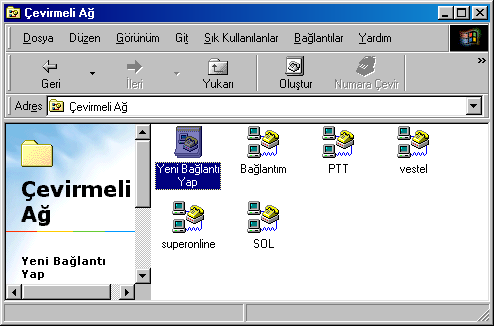 Çevirmeli Ağ
Dosya Düzen Görünüm Git Sık Kullanılanlar Bağlantılar Yardım
Geri İleri Yukarı Oluştur Numara Çevir »
Adres Çevirmeli Ağ
Çevirmeli
Ağ
Yeni Bağlantı
Yap
Yeni Bağlantı
Yap
Bağlantım
PTT
vestel
superonline
SOL